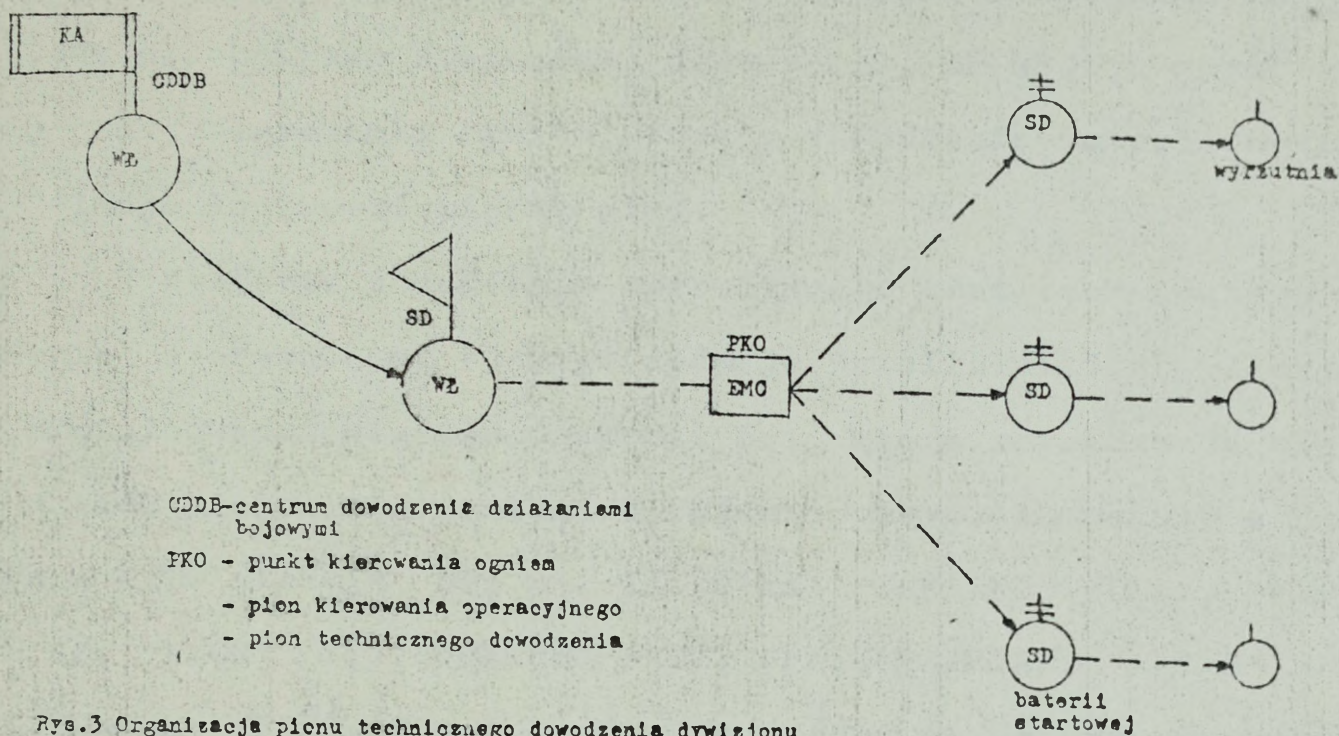 KA
CDDB
WŁ
SD
WŁ
PKO
EMC
SD
wyrzutnia
SD
SD
baterii
startowej
CDDB-centrum dowodzenia działaniami
bojowymi
PKO - punkt kierowania ogniem
- pion kierowania operacyjnego
- pion technicznego dowodzenia
Rys.3 Organizacja pionu technicznego dowodzenia dywizjonu